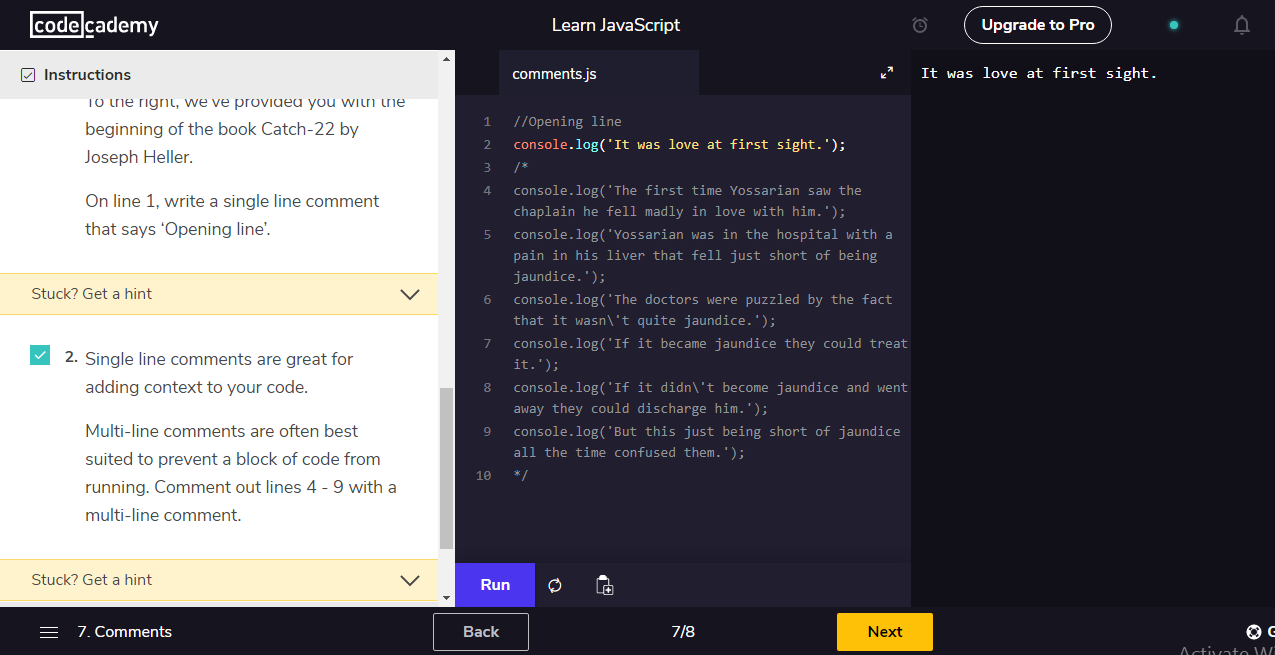 codecademy
Learn JavaScript
Upgrade to Pro
Instructions
To the right, we've provided you with the
beginning of the book Catch-22 by
Joseph Heller.
On line 1, write a single line comment
that says ‘Opening line’.
Stuck? Get a hint
2. Single line comments are great for
adding context to your code.
Multi-line comments are often best
suited to prevent a block of code from
running. Comment out lines 4 - 9 with a
multi-line comment.
Stuck? Get a hint
comments.js
1 //Opening line
2 console.log('It was love at first sight.');
3 /*
4 console.log('The first time Yossarian saw the
chaplain he fell madly in love with him.');
5 console.log('Yossarian was in the hospital with a
pain in his liver that fell just short of being
jaundice.');
6 console.log('The doctors were puzzled by the fact
that it wasn\'t quite jaundice.');
7 console.log('If it became jaundice they could treat
it.');
8 console.log('If it didn\'t become jaundice and went
away they could discharge him.');
9 console.log('But this just being short of jaundice
all the time confused them.');
10 */
Run
It was love at first sight.
7. Comments
Back
7/8
Next
G
Activate Wi